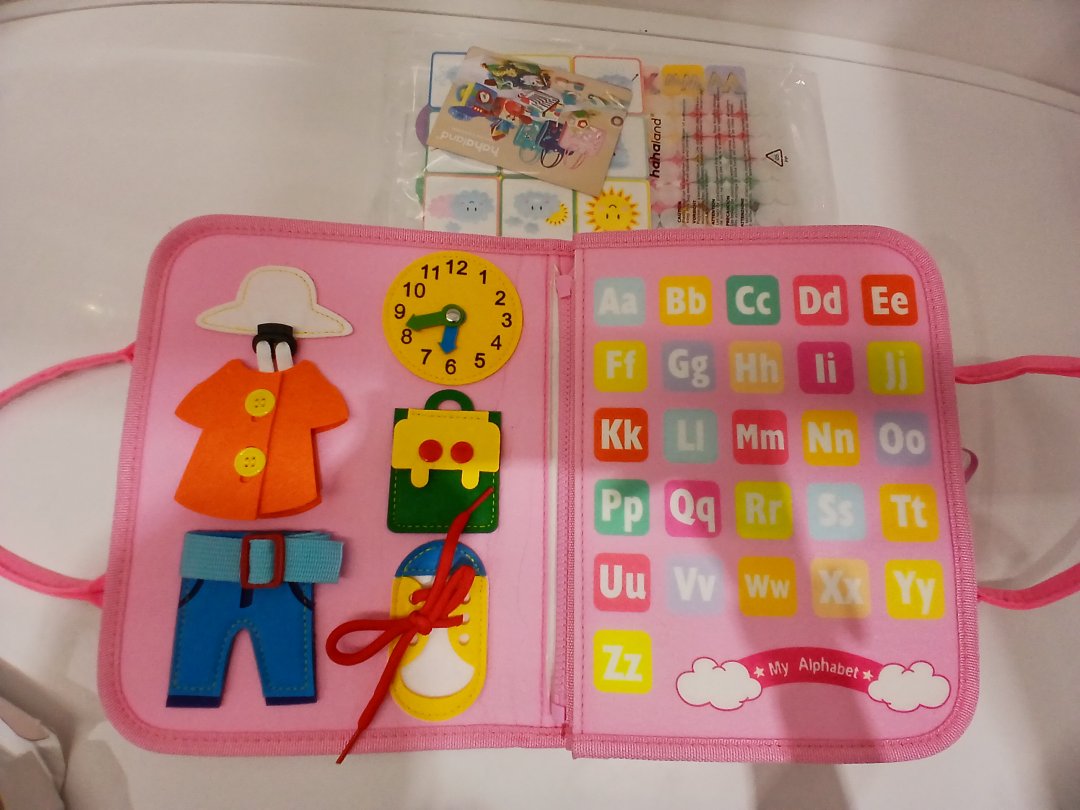 hahaland
hahaland
12
11 1
10 2
9 3
8
7 5
6
Aa Bb Cc Dd Ee
Ff Gg Hh Ii Jj
Kk Ll Mm Nn Oo
Pp Qq Rr Ss Tt
Uu Vv Ww Xx Yy
Zz
My Alphabet